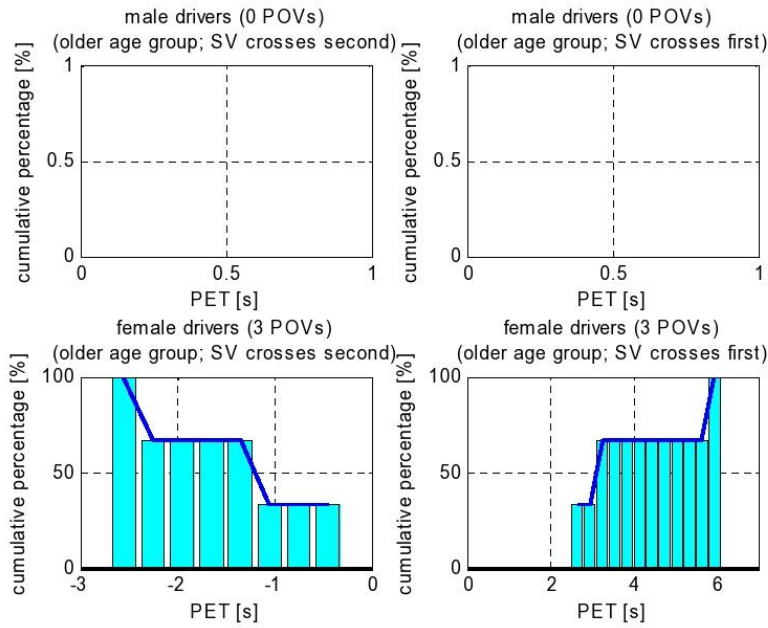 male drivers (0 POVs)
(older age group; SV crosses second)
cumulative percentage [%]
1
0.5
0
0
0.5
1
PET [s]
male drivers (0 POVs)
(older age group; SV crosses first)
cumulative percentage [%]
1
0.5
0
0
0.5
1
PET [s]
female drivers (3 POVs)
(older age group; SV crosses second)
cumulative percentage [%]
100
50
0
-3
-2
-1
0
PET [s]
female drivers (3 POVs)
(older age group; SV crosses first)
cumulative percentage [%]
100
50
0
0
2
4
6
PET [s]